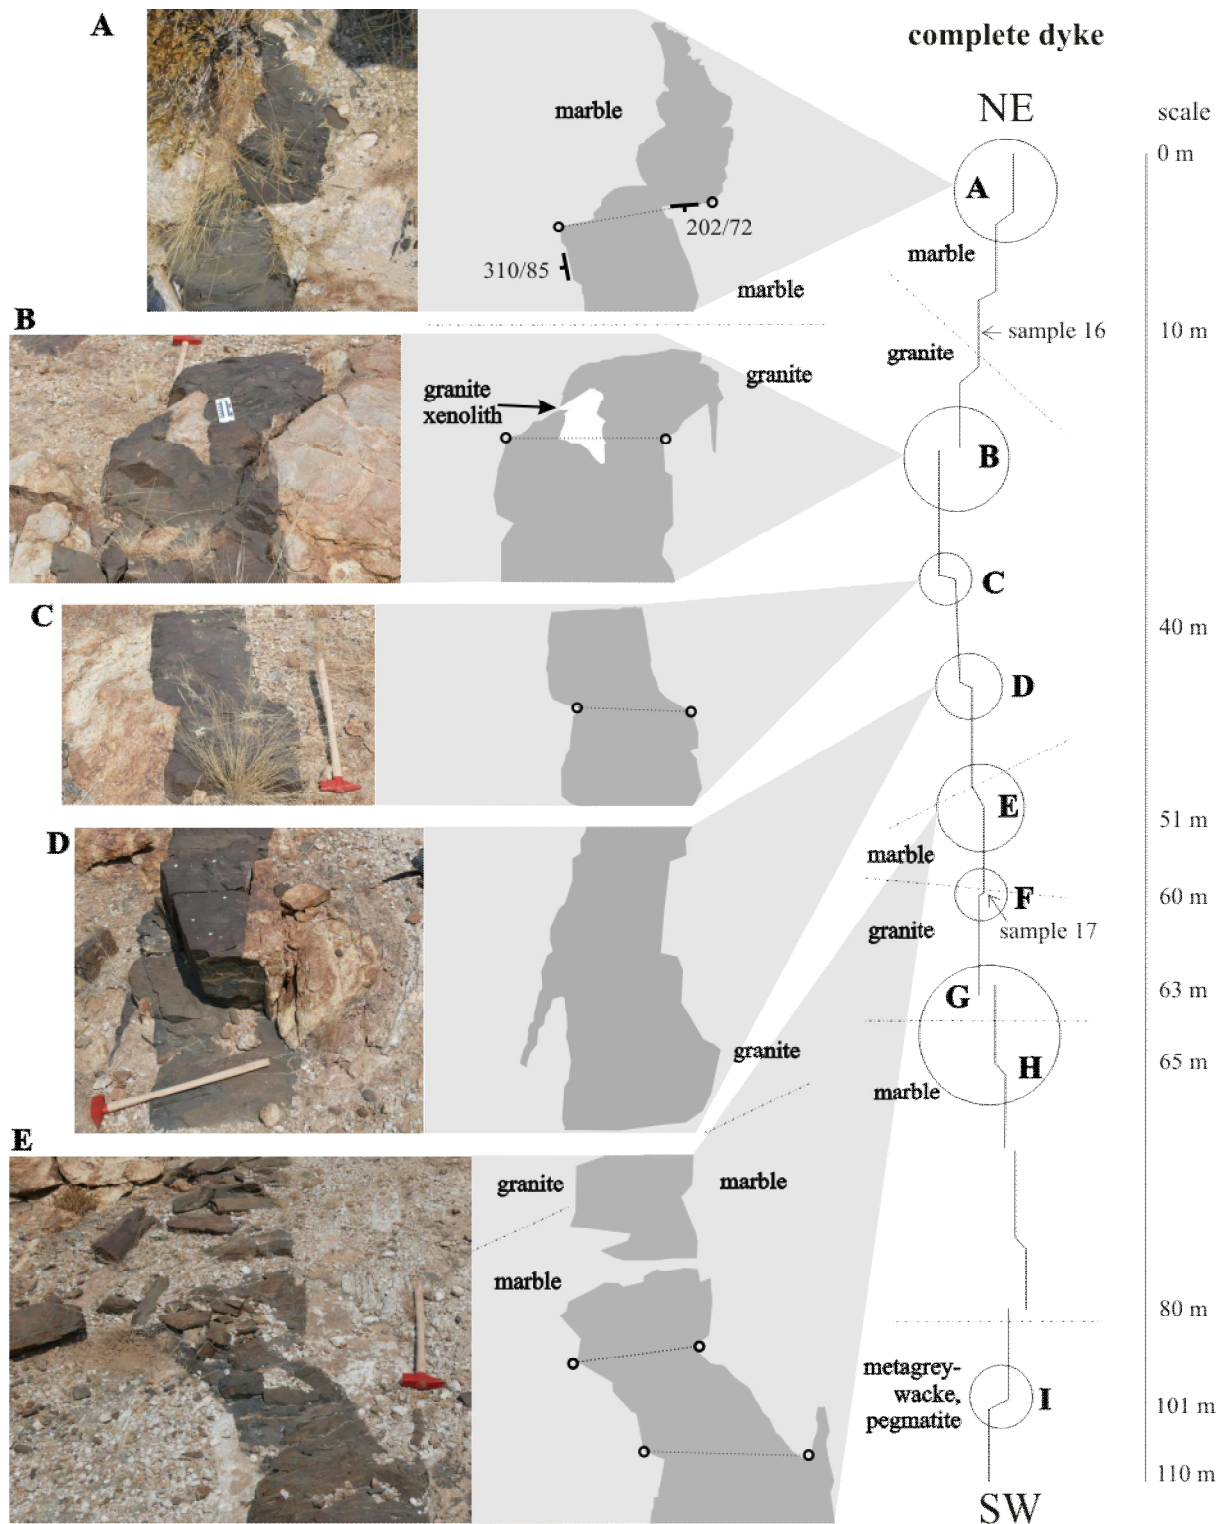 A
complete dyke
NE
scale
0 m
marble
A
202/72
310/85
marble
marble
B
sample 16
10 m
granite
granite
xenolith
granite
B
C
C
40 m
D
D
E
51 m
marble
F
60 m
granite
sample 17
G
63 m
granite
H
65 m
marble
E
granite
marble
marble
80 m
metagrey-
wacke,
pegmatite
I
101 m
110 m
SW